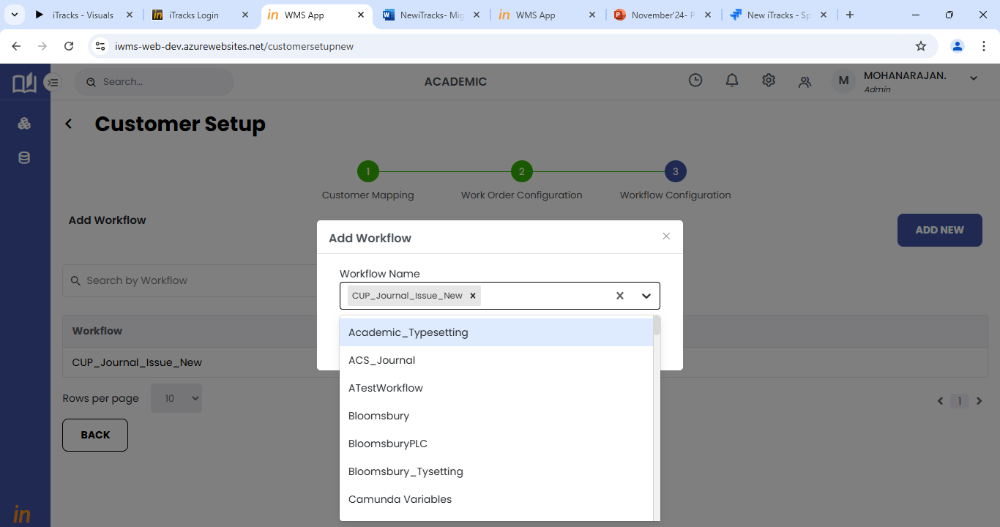 iTracks - Visuals
iTracks Login
in WMS App
NewiTracks- Mig
in WMS App
November'24- P
New iTracks - Sp
iwms-web-dev.azurewebsites.net/customersetupnew
Search...
ACADEMIC
M
MOHANARAJAN.
Admin
Customer Setup
1
2
3
Customer Mapping
Work Order Configuration
Workflow Configuration
Add Workflow
ADD NEW
Add Workflow
Workflow Name
CUP_Journal_Issue_New
Search by Workflow
Workflow
CUP_Journal_Issue_New
Rows per page
10
1
BACK
Academic_Typesetting
ACS_Journal
ATestWorkflow
Bloomsbury
BloomsburyPLC
Bloomsbury_Tysetting
Camunda Variables
in